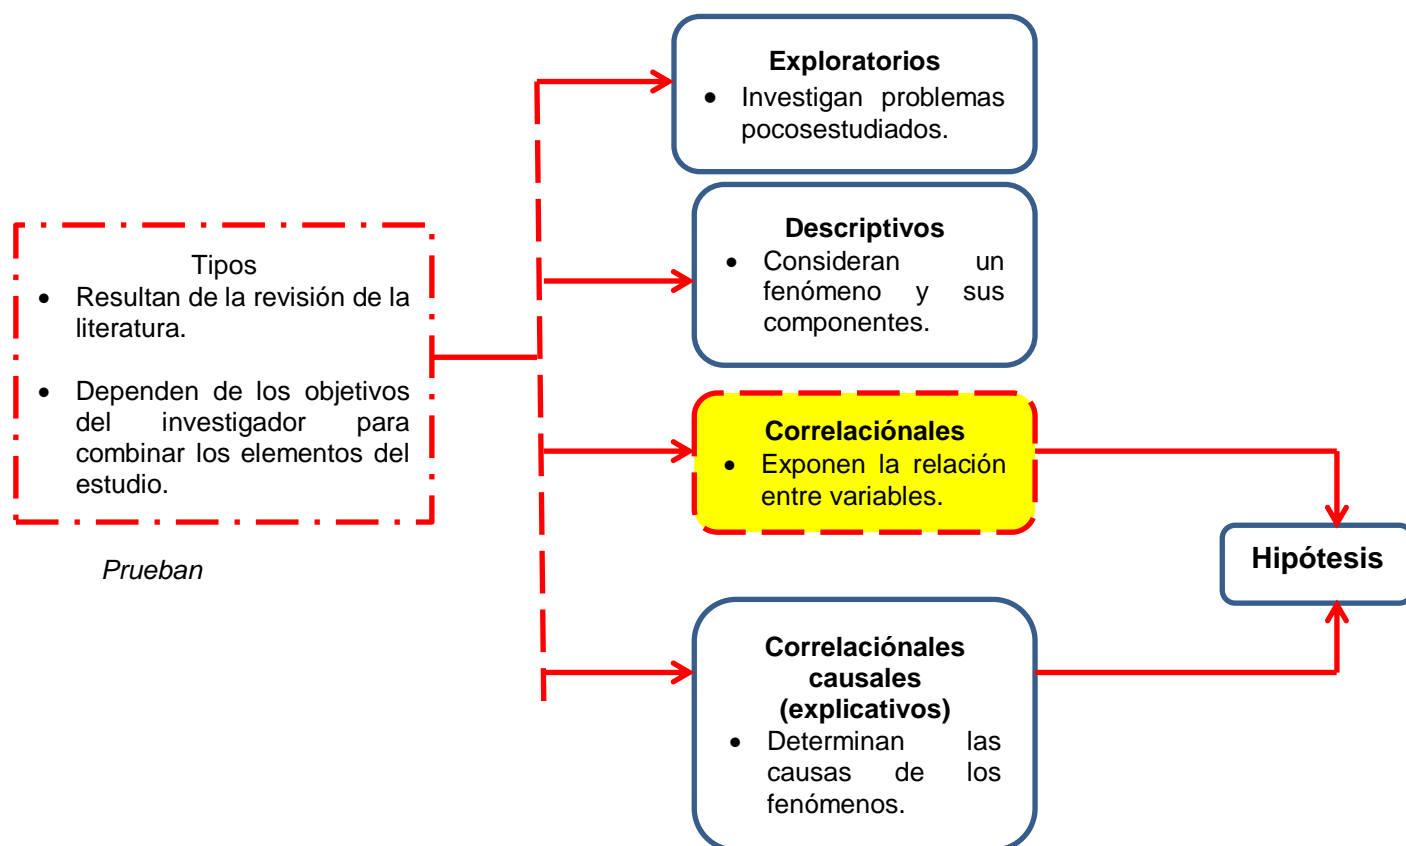 Tipos
• Resultan de la revisión de la
literatura.
• Dependen de los objetivos
del investigador para
combinar los elementos del
estudio.
Prueban
Exploratorios
• Investigan problemas
pocosestudiados.
Descriptivos
• Consideran un
fenómeno y sus
componentes.
Correlaciónales
• Exponen la relación
entre variables.
Correlaciónales
causales
(explicativos)
• Determinan las
causas de los
fenómenos.
Hipótesis